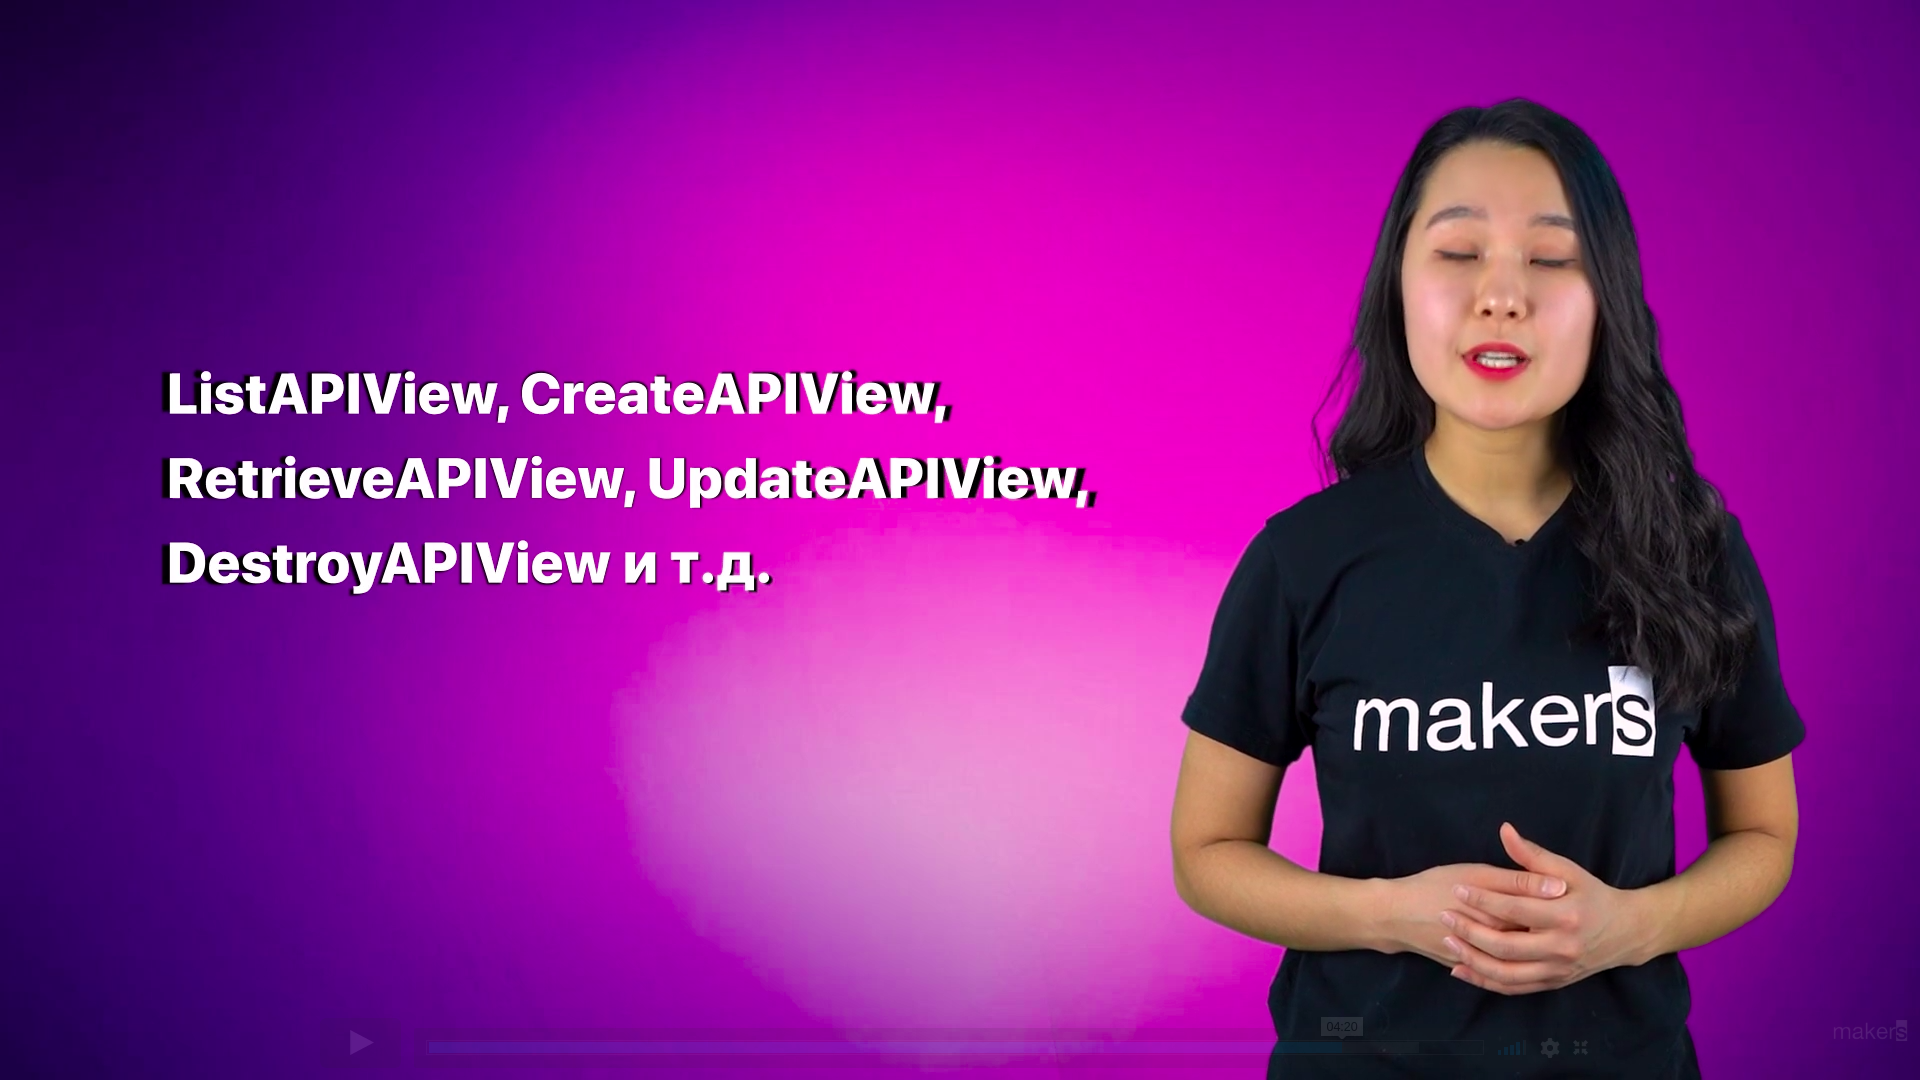 ListAPIView, CreateAPIView,
RetrieveAPIView, UpdateAPIView,
DestroyAPIView и т.д.
makers
04:20
makers